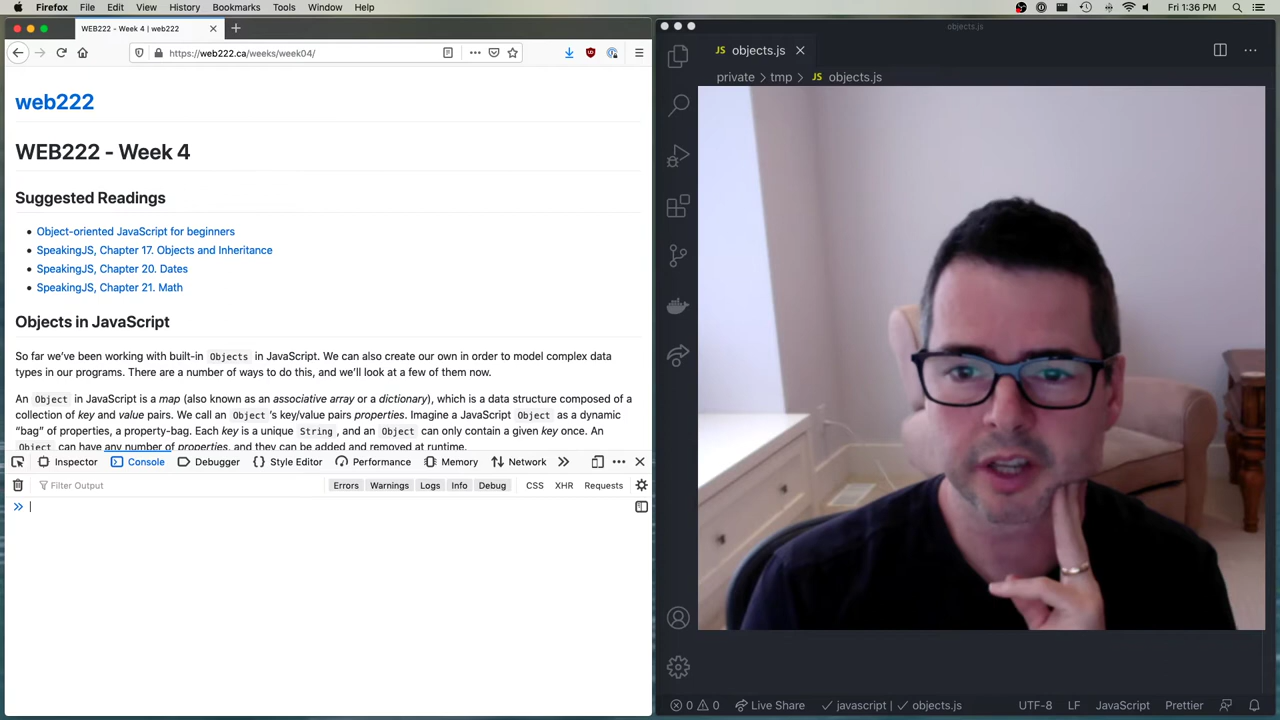 Firefox File Edit View History Bookmarks Tools Window Help
Fri 1:36 PM
WEB222 - Week 4 | web222
https://web222.ca/weeks/week04/
web222
WEB222 - Week 4
Suggested Readings
Object-oriented JavaScript for beginners
SpeakingJS, Chapter 17. Objects and Inheritance
SpeakingJS, Chapter 20. Dates
SpeakingJS, Chapter 21. Math
Objects in JavaScript
So far we’ve been working with built-in Objects in JavaScript. We can also create our own in order to model complex data
types in our programs. There are a number of ways to do this, and we’ll look at a few of them now.
An Object in JavaScript is a map (also known as an associative array or a dictionary), which is a data structure composed of a
collection of key and value pairs. We call an Object ’s key/value pairs properties. Imagine a JavaScript Object as a dynamic
“bag” of properties, a property-bag. Each key is a unique String , and an Object can only contain a given key once. An
Object can have any number of properties, and they can be added and removed at runtime.
Inspector Console Debugger Style Editor Performance Memory Network
Filter Output
Errors Warnings Logs Info Debug CSS XHR Requests
objects.js
JS objects.js
private > tmp > JS objects.js
0 0 Live Share javascript | objects.js UTF-8 LF JavaScript Prettier